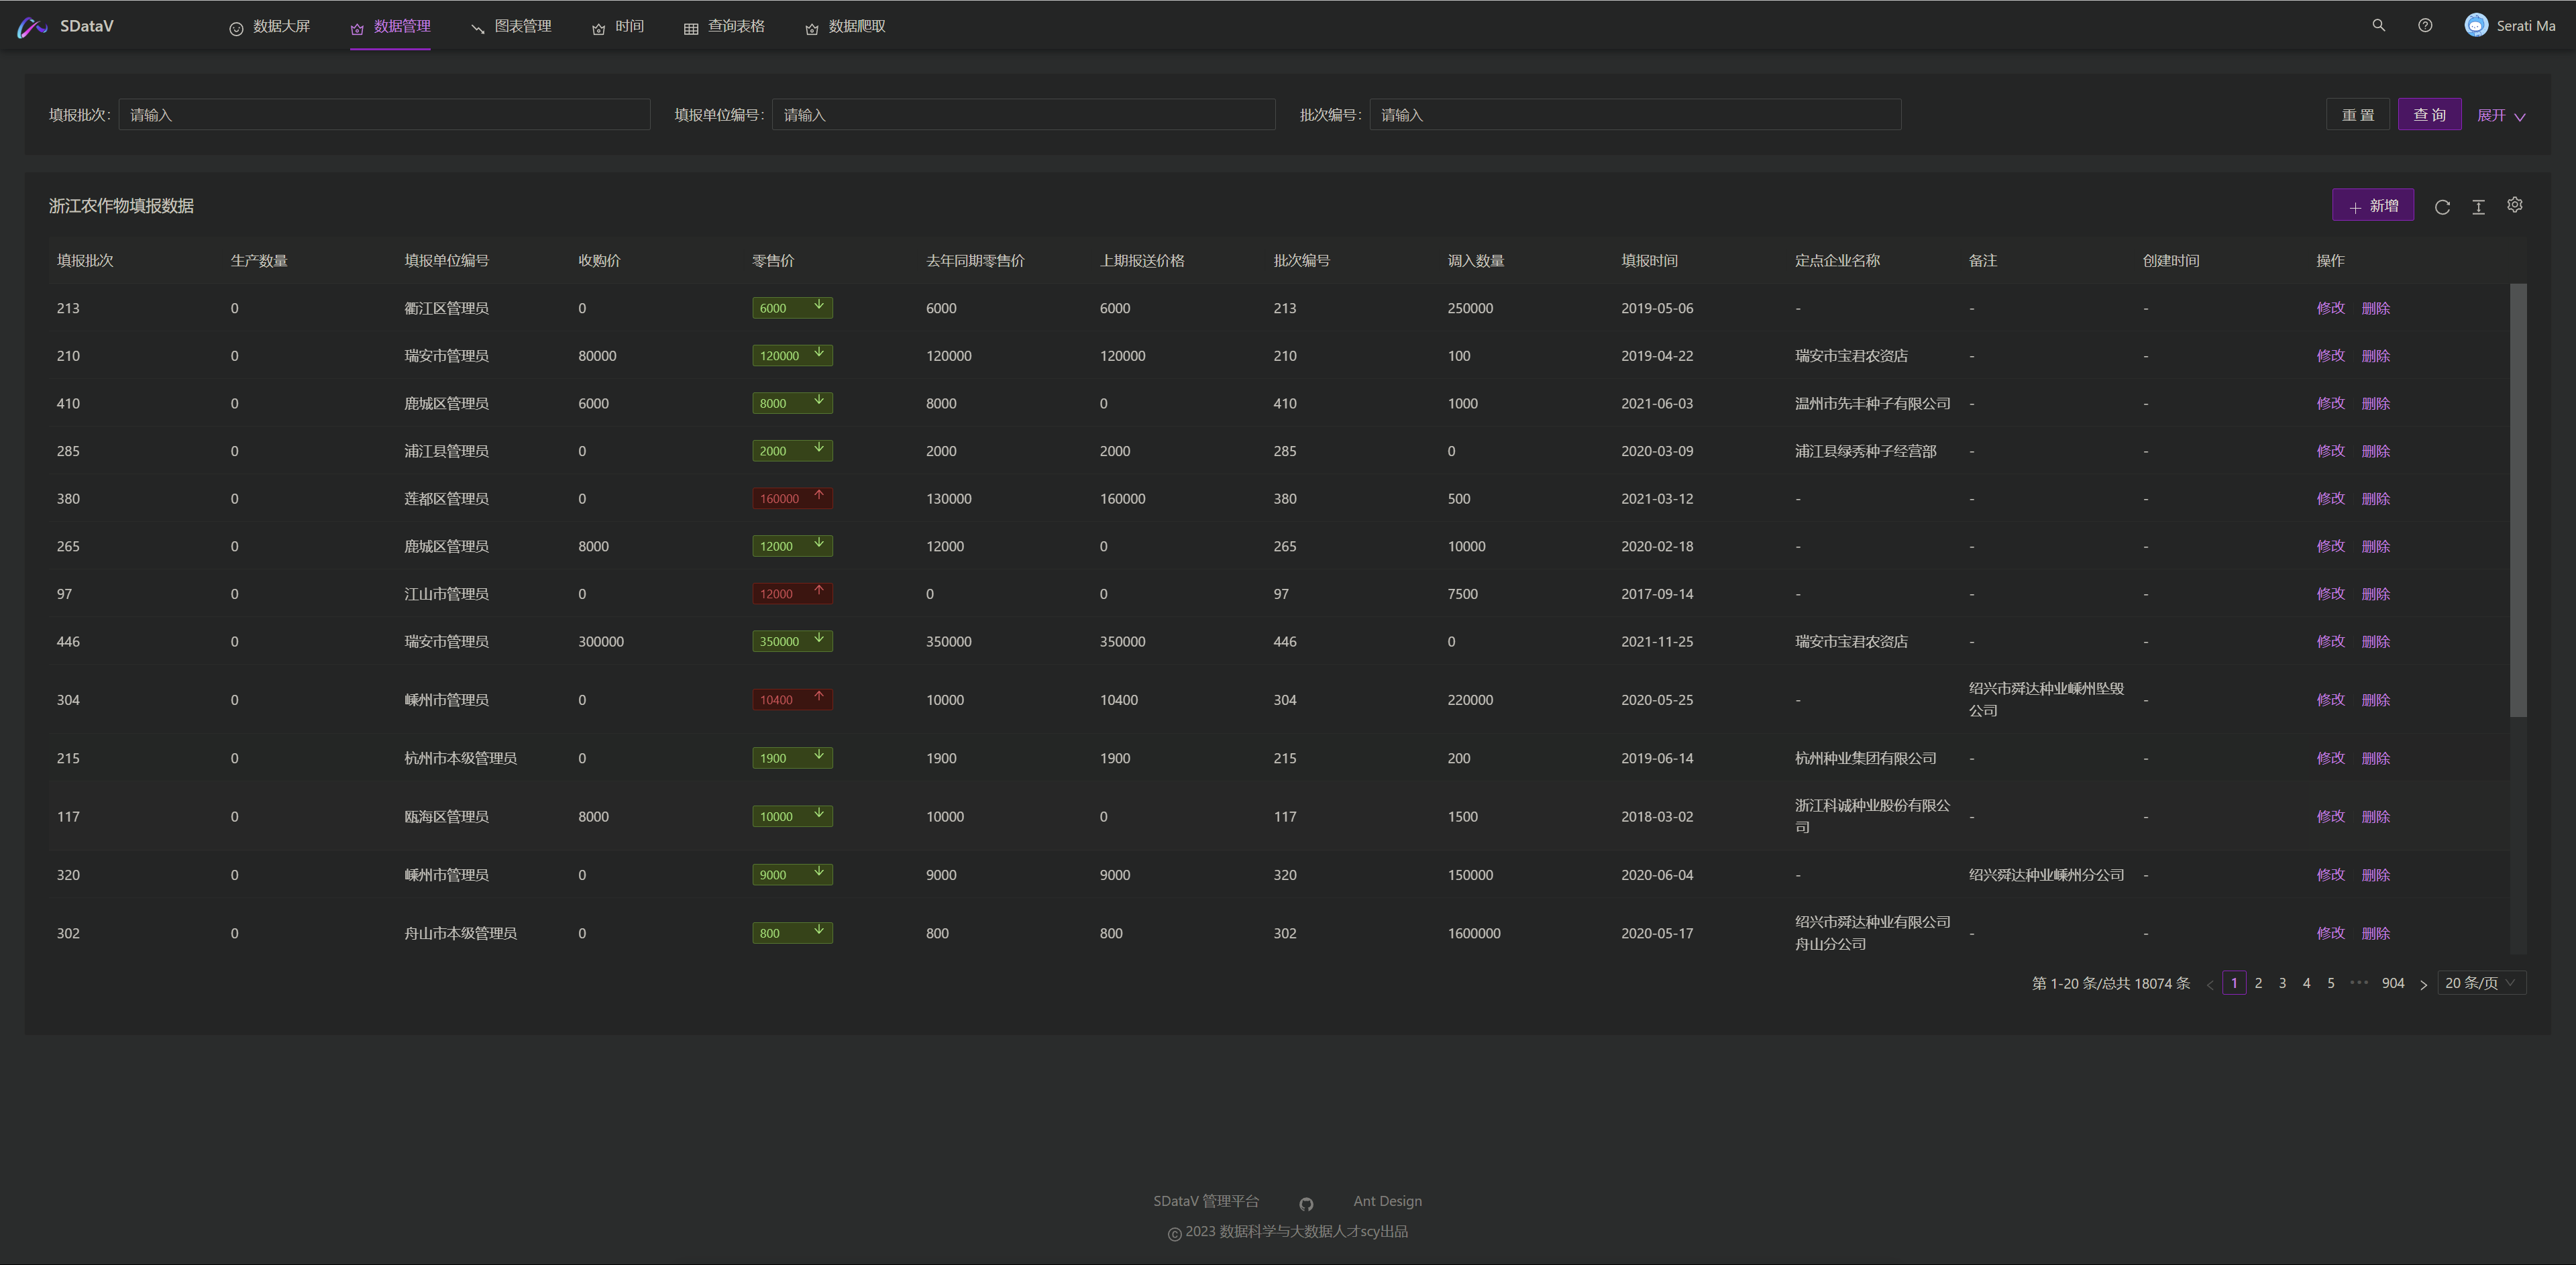 SDataV 数据大屏 数据管理 图表管理 时间 查询表格 数据爬取 Serati Ma
填报批次: 请输入 填报单位编号: 请输入 批次编号: 请输入 重 置 查 询 展开
浙江农作物填报数据 新增
填报批次 生产数量 填报单位编号 收购价 零售价 去年同期零售价 上期报送价格 批次编号 调入数量 填报时间 定点企业名称 备注 创建时间 操作
213 0 衢江区管理员 0 6000 6000 6000 213 250000 2019-05-06 - - - 修改 删除
210 0 瑞安市管理员 80000 120000 120000 120000 210 100 2019-04-22 瑞安市宝君农资店 - - 修改 删除
410 0 鹿城区管理员 6000 8000 8000 0 410 1000 2021-06-03 温州市先丰种子有限公司 - - 修改 删除
285 0 浦江县管理员 0 2000 2000 2000 285 0 2020-03-09 浦江县绿秀种子经营部 - - 修改 删除
380 0 莲都区管理员 0 160000 130000 160000 380 500 2021-03-12 - - - 修改 删除
265 0 鹿城区管理员 8000 12000 12000 0 265 10000 2020-02-18 - - - 修改 删除
97 0 江山市管理员 0 12000 0 0 97 7500 2017-09-14 - - - 修改 删除
446 0 瑞安市管理员 300000 350000 350000 350000 446 0 2021-11-25 瑞安市宝君农资店 - - 修改 删除
304 0 嵊州市管理员 0 10400 10000 10400 304 220000 2020-05-25 - 绍兴市舜达种业嵊州坠毁
公司 - 修改 删除
215 0 杭州市本级管理员 0 1900 1900 1900 215 200 2019-06-14 杭州种业集团有限公司 - - 修改 删除
117 0 瓯海区管理员 8000 10000 10000 0 117 1500 2018-03-02 浙江科诚种业股份有限公
司 - - 修改 删除
320 0 嵊州市管理员 0 9000 9000 9000 320 150000 2020-06-04 - 绍兴舜达种业嵊州分公司 - 修改 删除
302 0 舟山市本级管理员 0 800 800 800 302 1600000 2020-05-17 绍兴市舜达种业有限公司
舟山分公司 - - 修改 删除
第 1-20 条/总共 18074 条 < 1 2 3 4 5 ••• 904 > 20 条/页
SDataV 管理平台 Ant Design
© 2023 数据科学与大数据人才scy出品